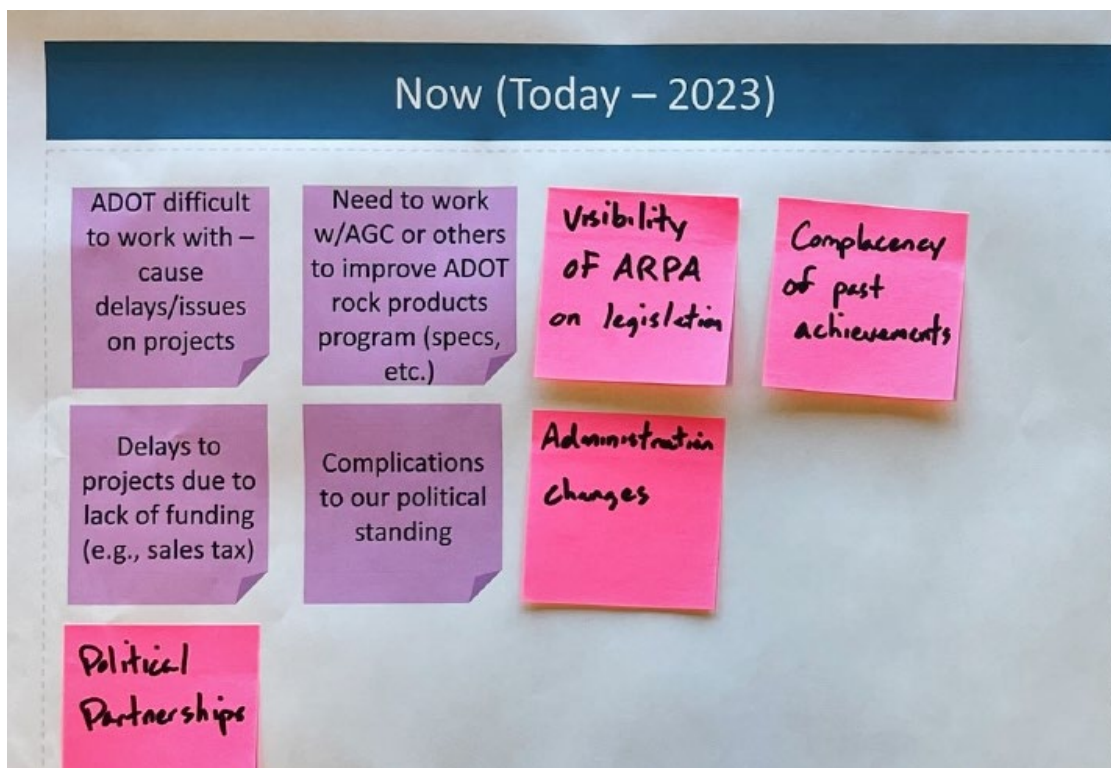 Now (Today – 2023)
ADOT difficult
to work with –
cause
delays/issues
on projects
Need to work
w/AGC or others
to improve ADOT
rock products
program (specs,
etc.)
Visibility
OF ARPA
on legislation
Complacency
of past
achievements
Delays to
projects due to
lack of funding
(e.g., sales tax)
Complications
to our political
standing
Administration
changes
Political
Partnerships